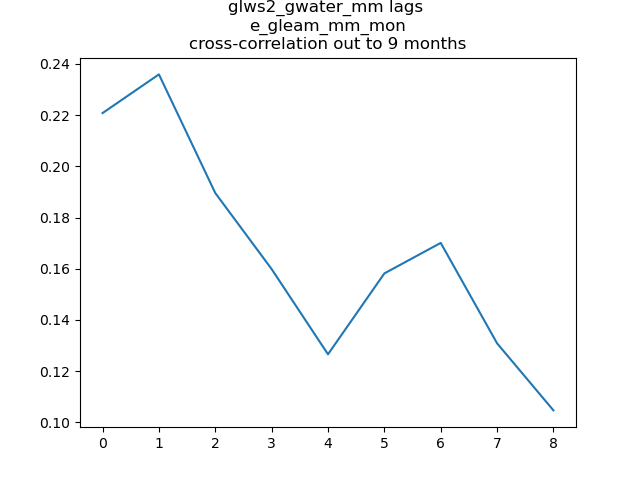 glws2_gwater_mm lags
e_gleam_mm_mon
cross-correlation out to 9 months
0.24
0.22
0.20
0.18
0.16
0.14
0.12
0.10
0 1 2 3 4 5 6 7 8